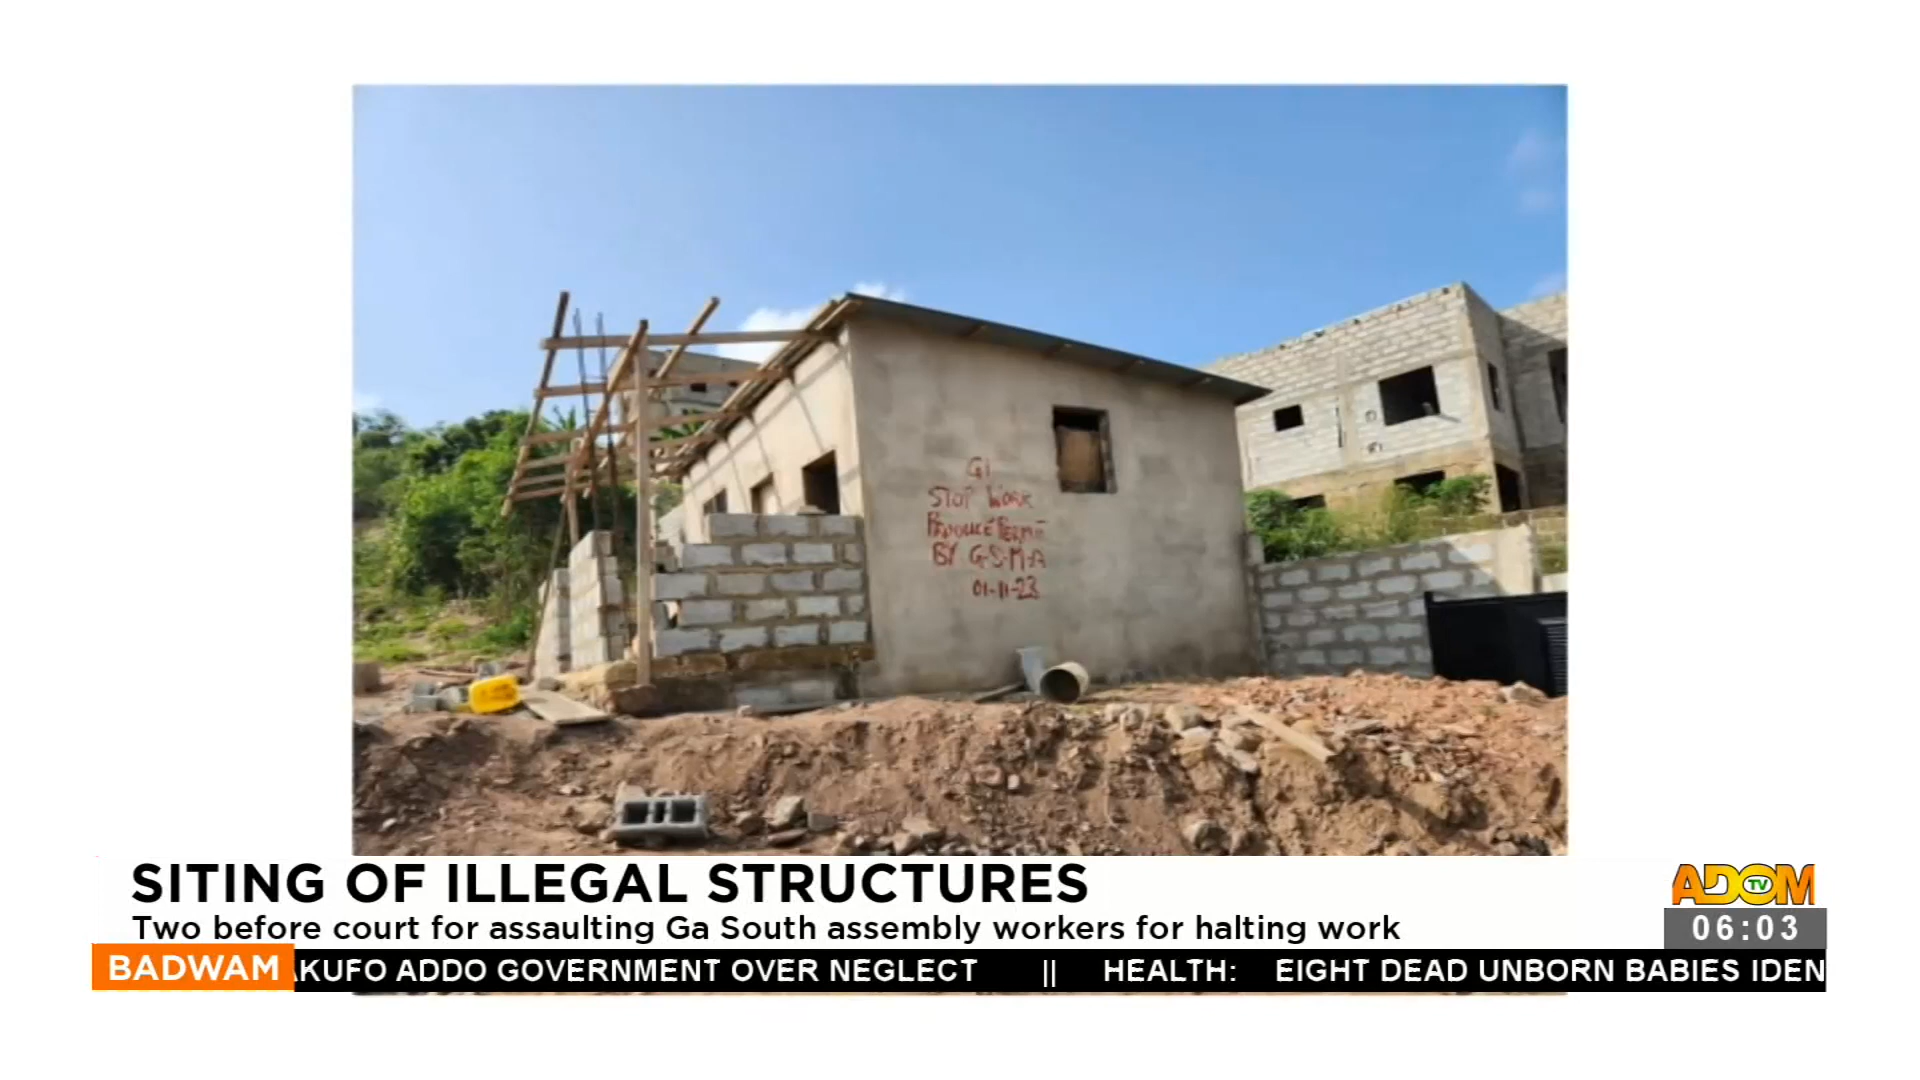 GI
STOP WORK
PRODUCE PERMIT
BY G-S-M-A
01-11-23
SITING OF ILLEGAL STRUCTURES
Two before court for assaulting Ga South assembly workers for halting work
ADOM TV
06:03
BADWAM
AKUFO ADDO GOVERNMENT OVER NEGLECT || HEALTH: EIGHT DEAD UNBORN BABIES IDEN